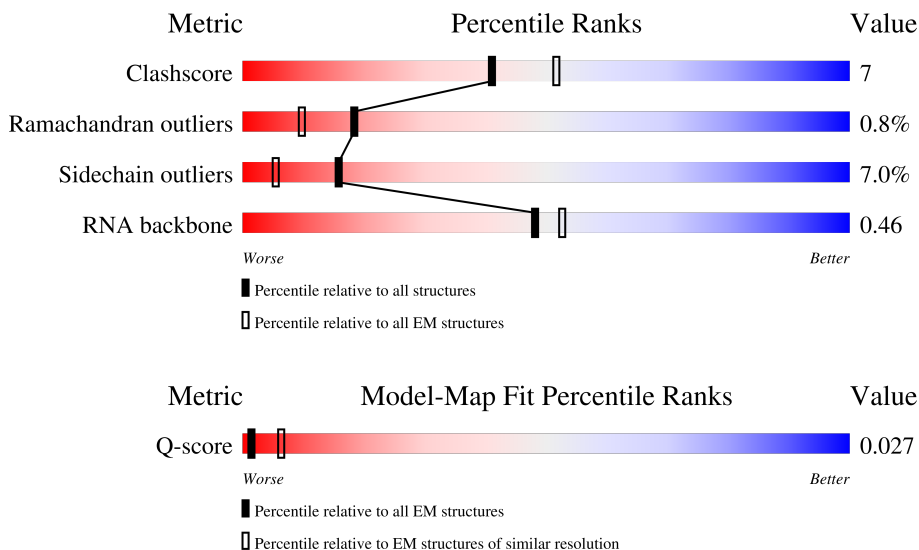 Metric Percentile Ranks Value
Clashscore 7
Ramachandran outliers 0.8%
Sidechain outliers 7.0%
RNA backbone 0.46
Worse Better
Percentile relative to all structures
Percentile relative to all EM structures
Metric Model-Map Fit Percentile Ranks Value
Q-score 0.027
Worse Better
Percentile relative to all EM structures
Percentile relative to EM structures of similar resolution